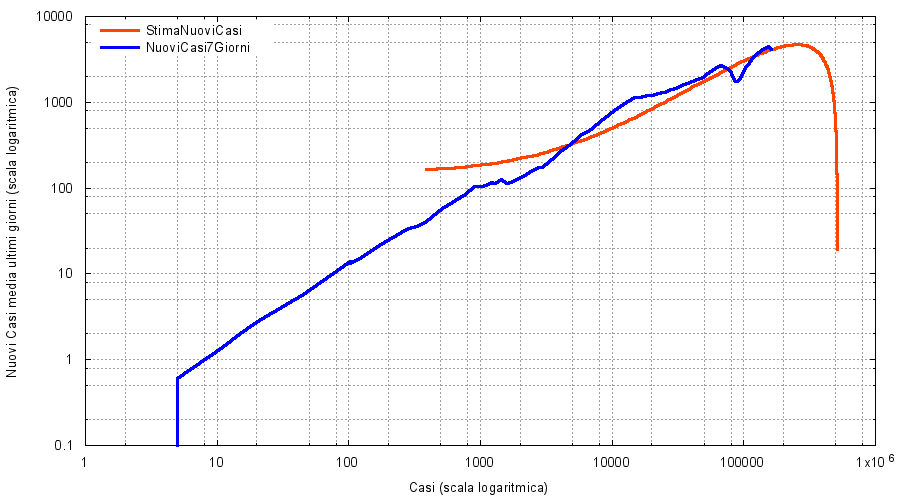 StimaNuoviCasi
NuoviCasi7Giorni
10000
1000
100
10
1
0.1
Nuovi Casi media ultimi giorni (scala logaritmica)
1
10
100
1000
10000
100000
1x10 6
Casi (scala logaritmica)